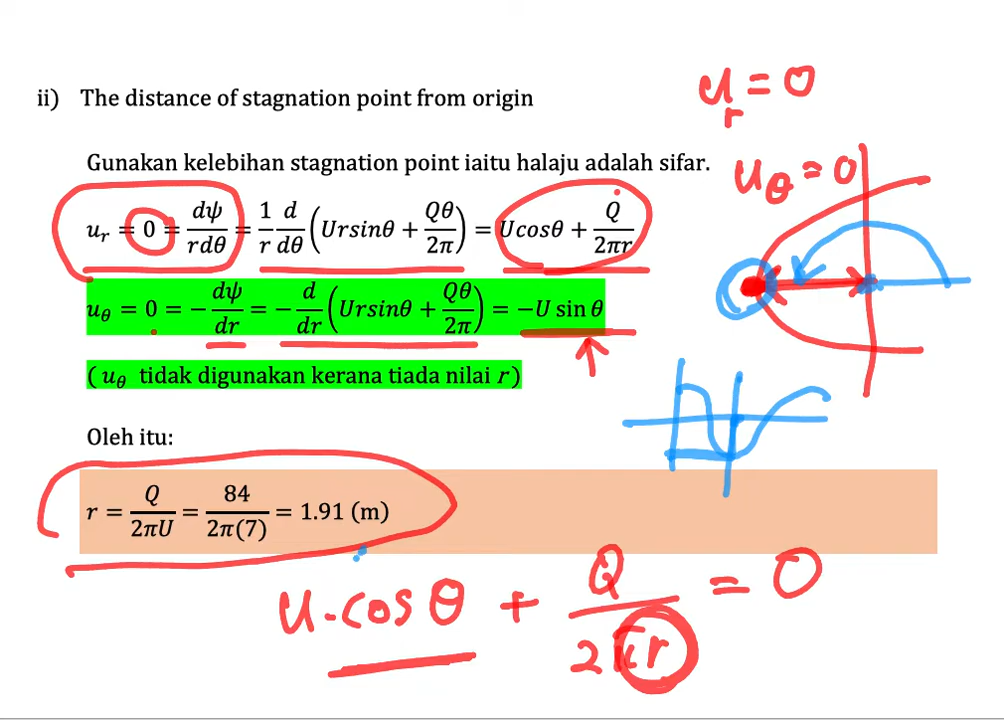 ii) The distance of stagnation point from origin
u_r = 0
Gunakan kelebihan stagnation point iaitu halaju adalah sifar.
u_θ = 0
u_r = 0 = dψ/rdθ = 1/r d/dθ (Ursinθ + Qθ/2π) = Ucosθ + Q/2πr
u_θ = 0 = −dψ/dr = −d/dr (Ursinθ + Qθ/2π) = −U sin θ
( u_θ tidak digunakan kerana tiada nilai r )
Oleh itu:
r = Q/2πU = 84/2π(7) = 1.91 (m)
u.cos θ + Q/2πr = 0